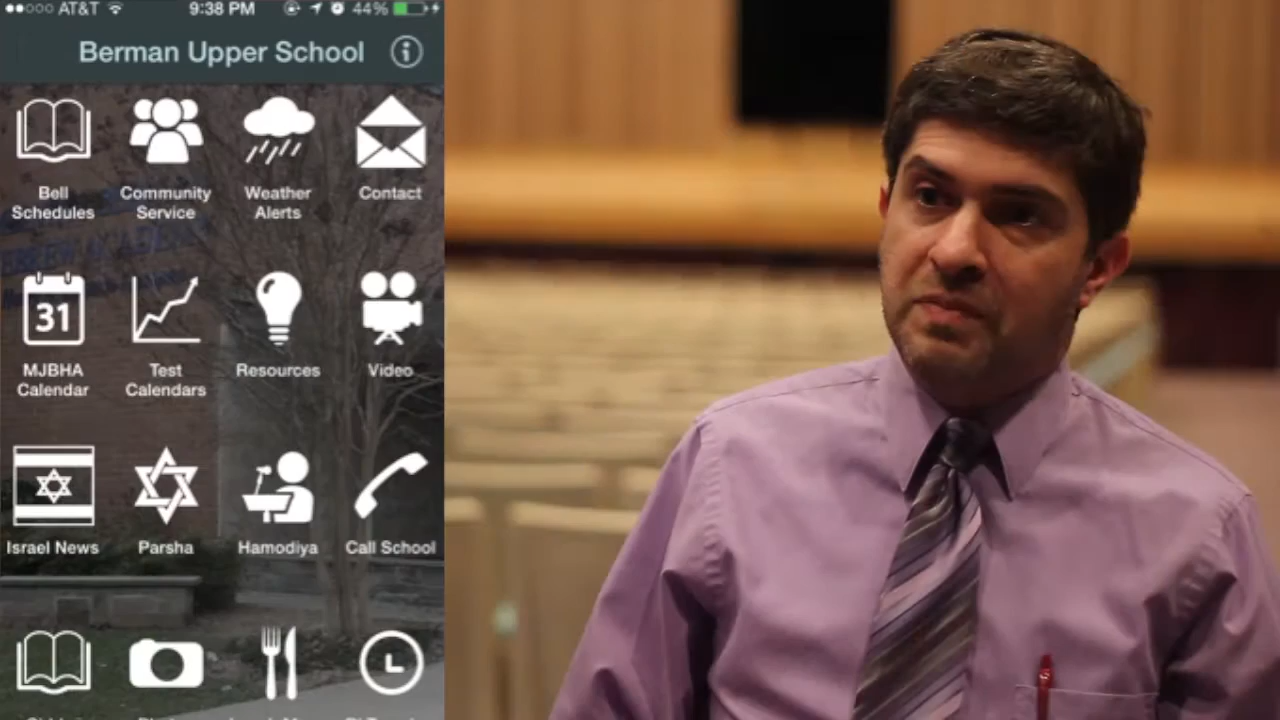 AT&T 9:38 PM 44%
Berman Upper School
Bell Schedules
Community Service
Weather Alerts
Contact
31
MJBHA Calendar
Test Calendars
Resources
Video
Israel News
Parsha
Hamodiya
Call School